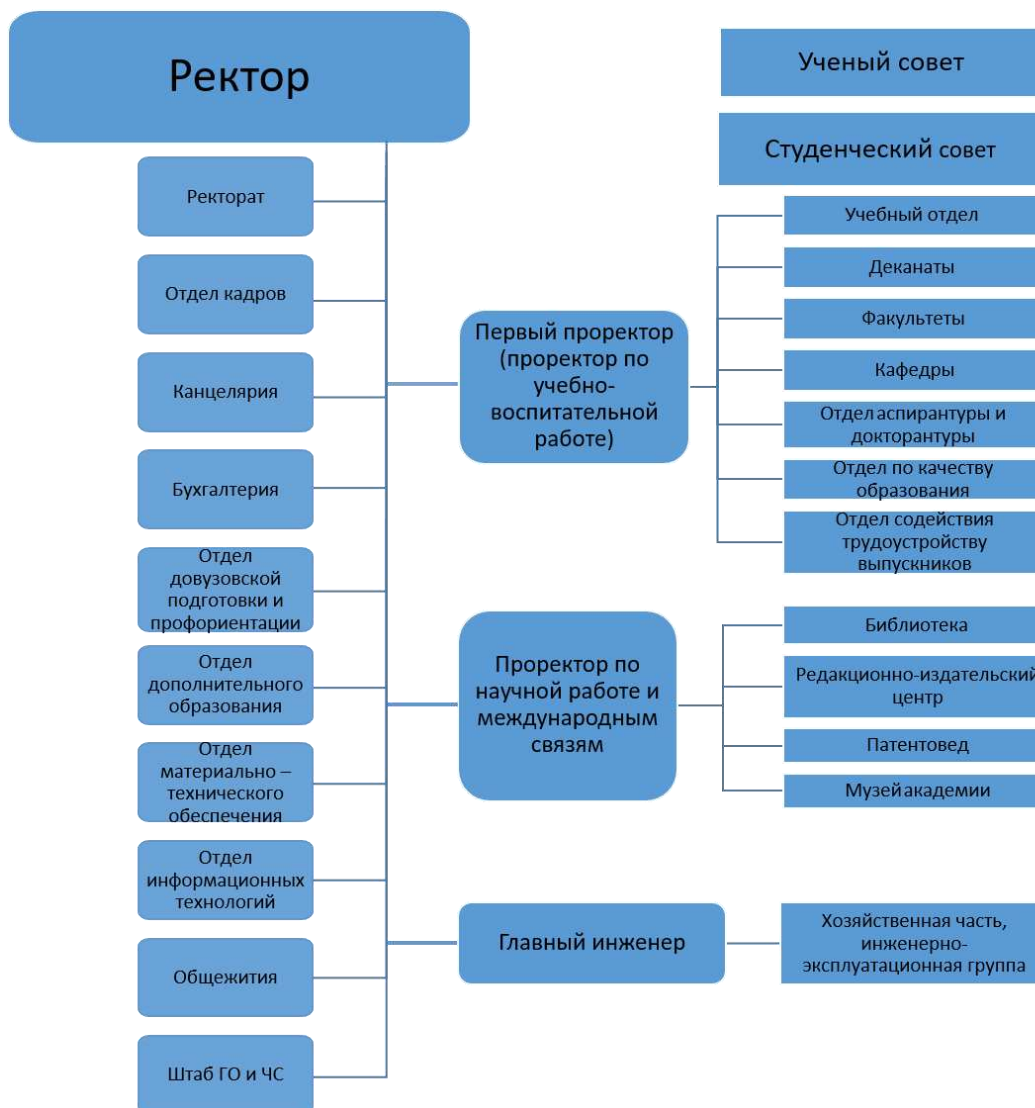 Ректор
Ученый совет
Студенческий совет
Ректорат
Отдел кадров
Канцелярия
Бухгалтерия
Отдел
довузовской
подготовки и
профориентации
Отдел
дополнительного
образования
Отдел
материально –
технического
обеспечения
Отдел
информационных
технологий
Общежития
Штаб ГО и ЧС
Первый проректор
(проректор по
учебно-
воспитательной
работе)
Учебный отдел
Деканаты
Факультеты
Кафедры
Отдел аспирантуры и
докторантуры
Отдел по качеству
образования
Отдел содействия
трудоустройству
выпускников
Проректор по
научной работе и
международным
связям
Библиотека
Редакционно-издательский
центр
Патентовед
Музей академии
Главный инженер
Хозяйственная часть,
инженерно-
эксплуатационная группа